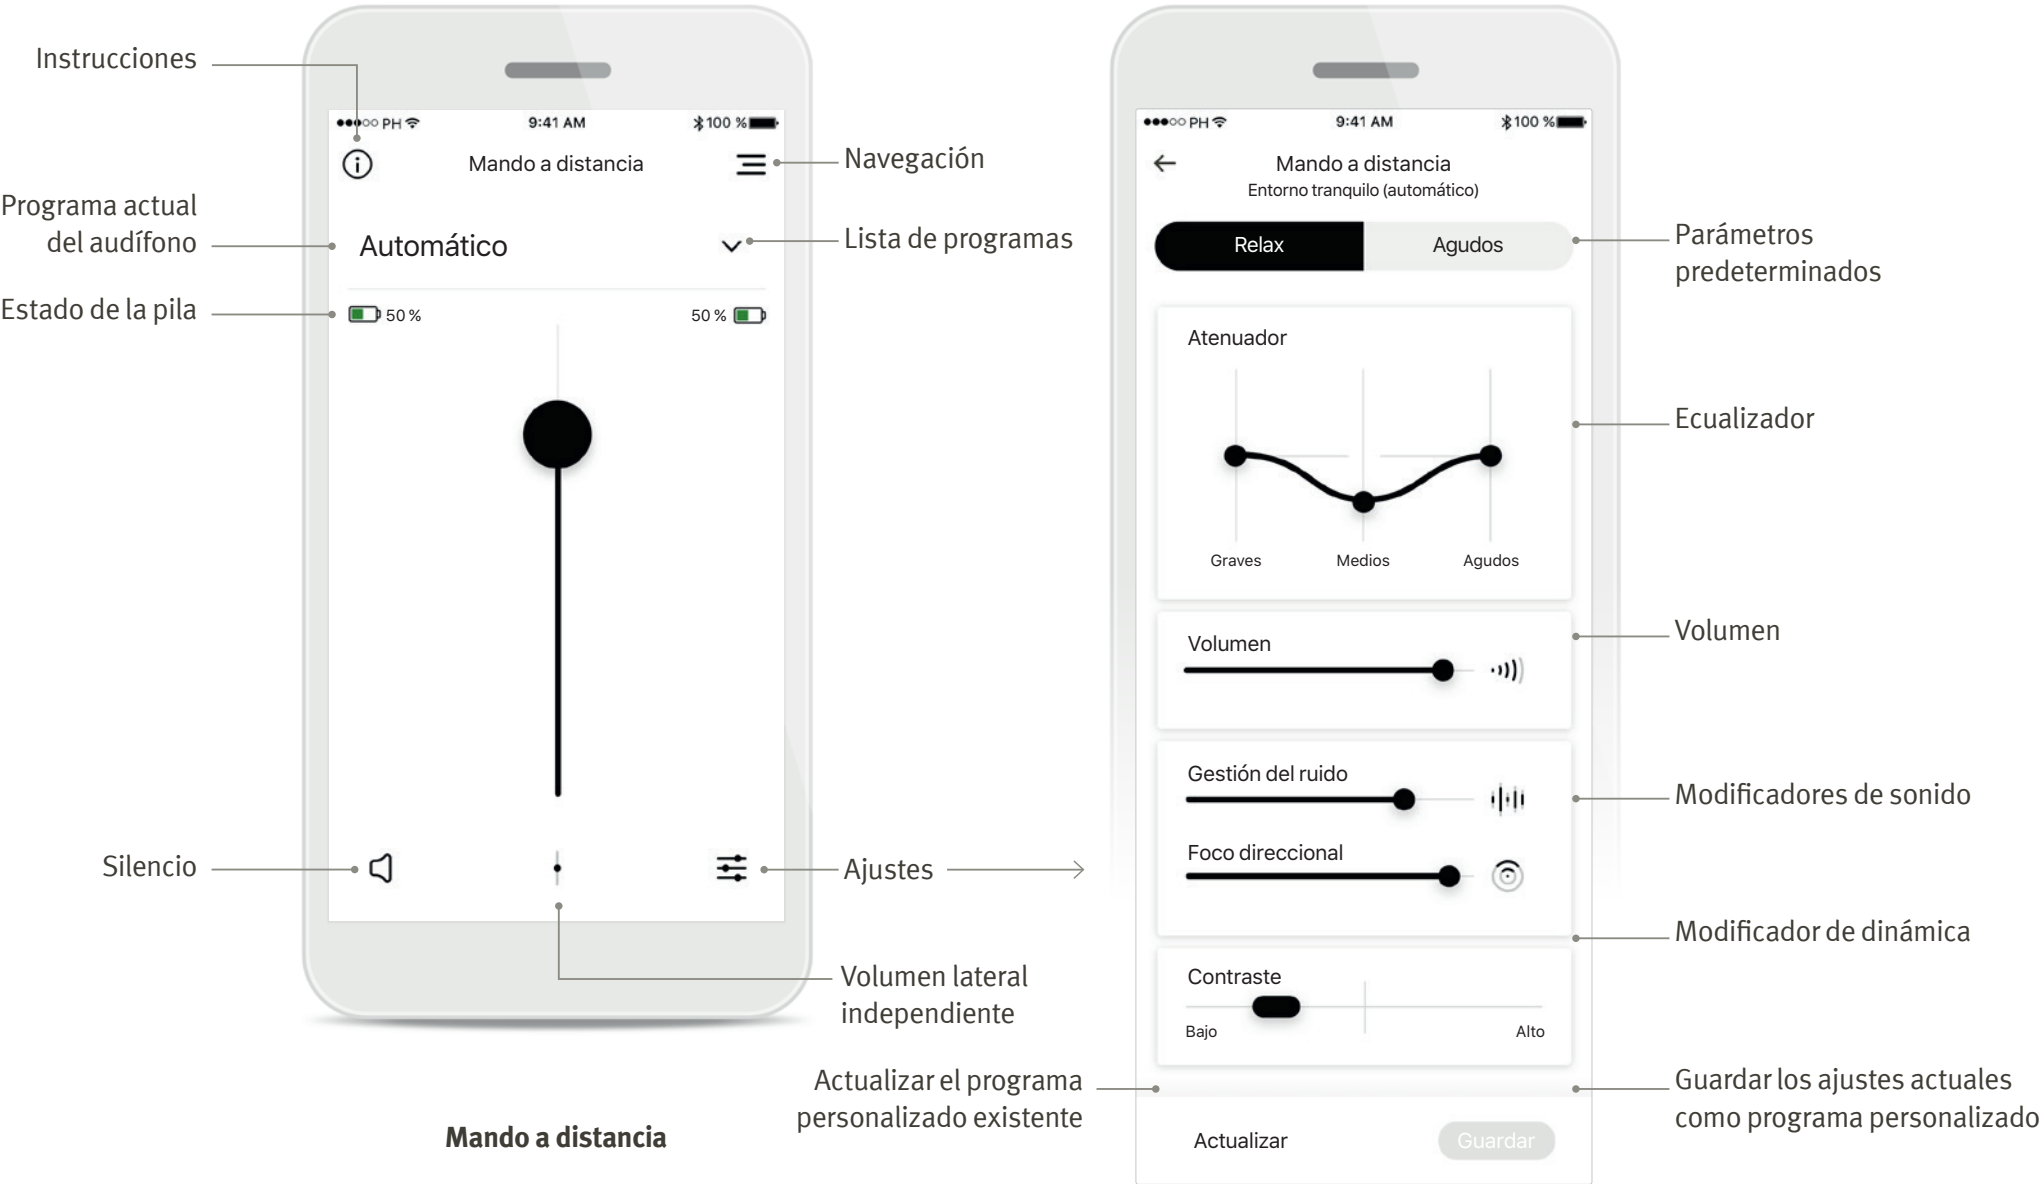 Instrucciones
Programa actual
del audífono
Estado de la pila
Silencio
PH
9:41 AM
100 %
Mando a distancia
Automático
50 %
50 %
Navegación
Lista de programas
Ajustes
Volumen lateral
independiente
Mando a distancia
Actualizar el programa
personalizado existente
PH
9:41 AM
100 %
Mando a distancia
Entorno tranquilo (automático)
Relax
Agudos
Atenuador
Graves
Medios
Agudos
Volumen
Gestión del ruido
Foco direccional
Contraste
Bajo
Alto
Actualizar
Guardar
Parámetros
predeterminados
Ecualizador
Volumen
Modificadores de sonido
Modificador de dinámica
Guardar los ajustes actuales
como programa personalizado